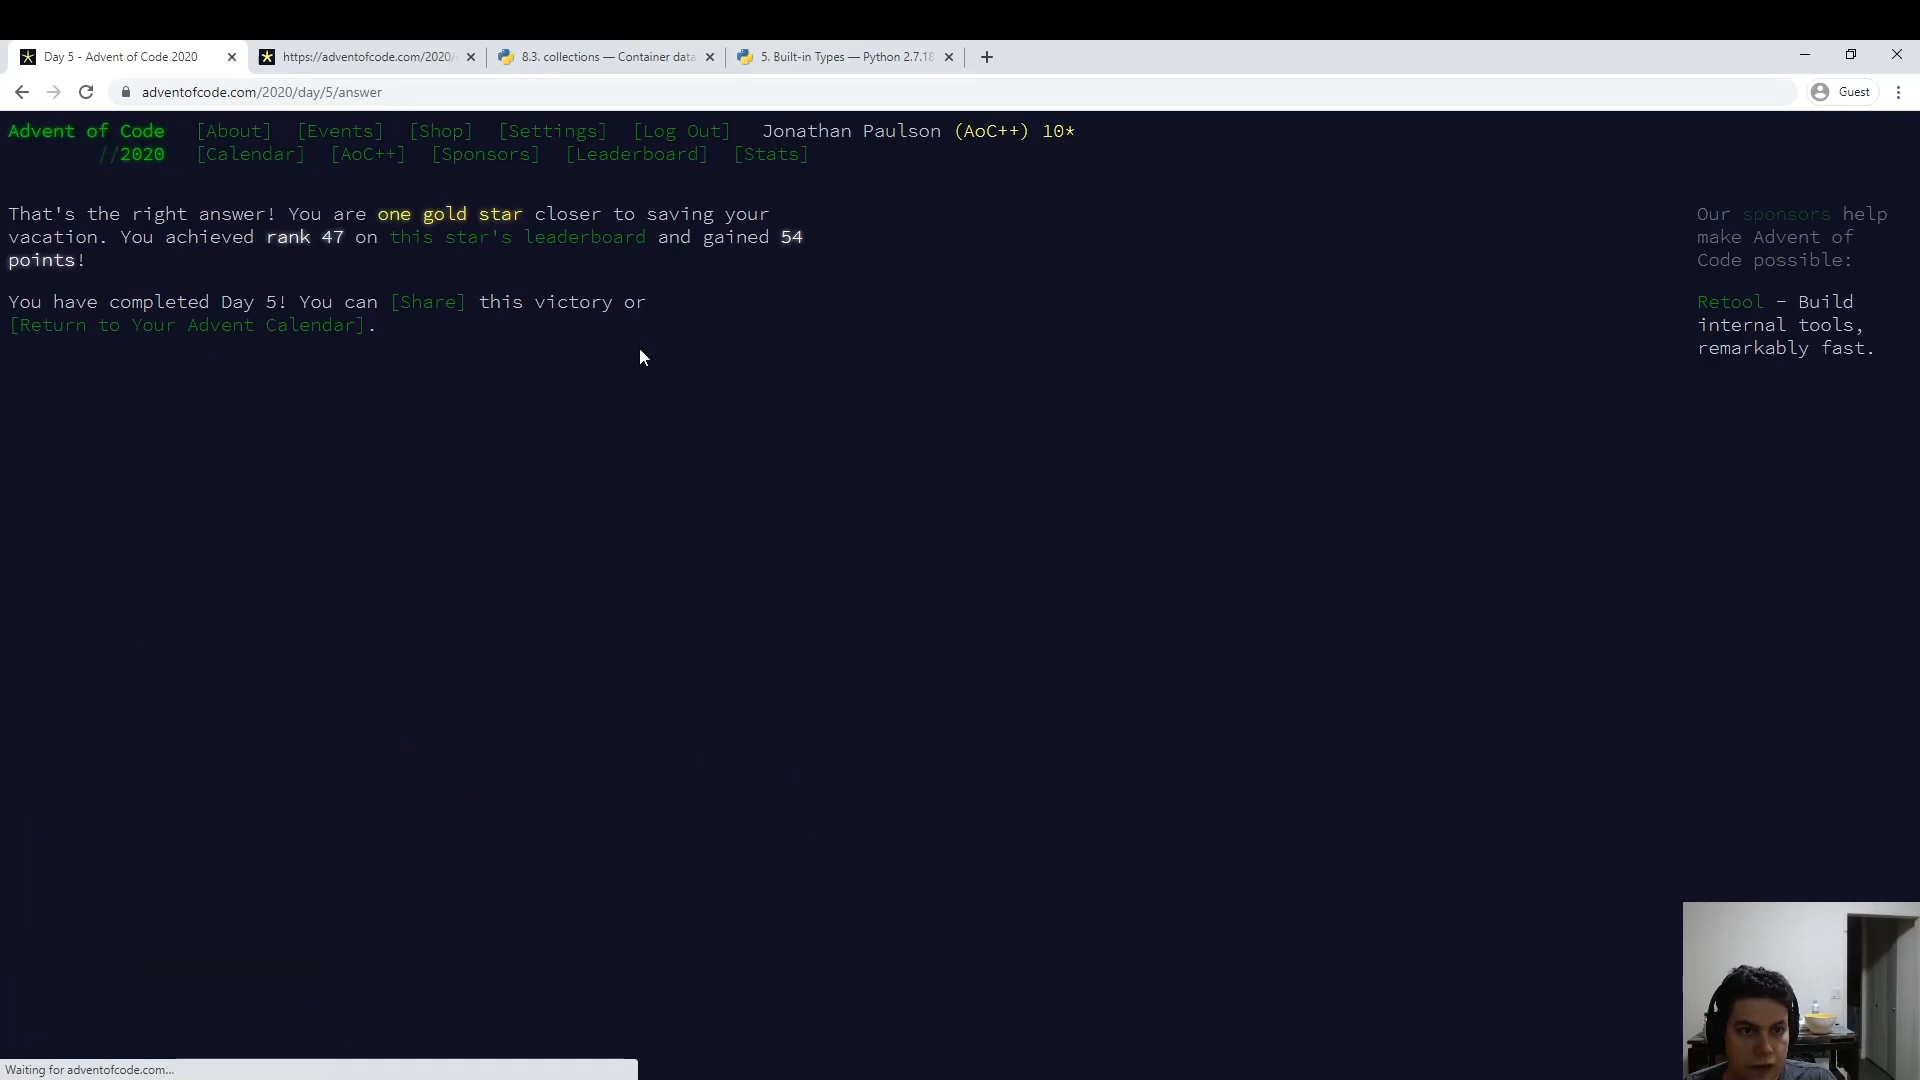 Day 5 - Advent of Code 2020
https://adventofcode.com/2020/
8.3. collections — Container data
5. Built-in Types — Python 2.7.18
adventofcode.com/2020/day/5/answer
Guest
Advent of Code [About] [Events] [Shop] [Settings] [Log Out] Jonathan Paulson (AoC++) 10*
//2020 [Calendar] [AoC++] [Sponsors] [Leaderboard] [Stats]
That's the right answer! You are one gold star closer to saving your
vacation. You achieved rank 47 on this star's leaderboard and gained 54
points!
You have completed Day 5! You can [Share] this victory or
[Return to Your Advent Calendar].
Our sponsors help
make Advent of
Code possible:
Retool - Build
internal tools,
remarkably fast.
Waiting for adventofcode.com...